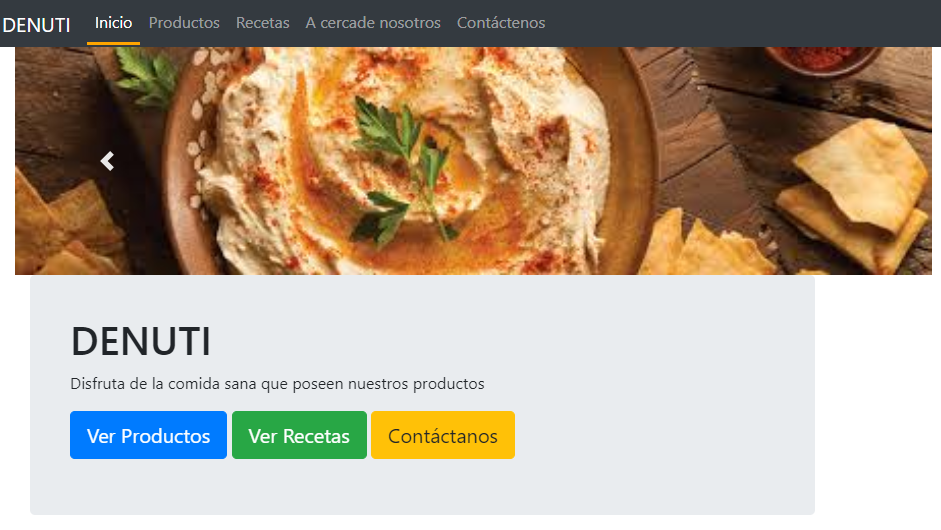 DENUTI Inicio Productos Recetas A cercade nosotros Contáctenos
DENUTI
Disfruta de la comida sana que poseen nuestros productos
Ver Productos Ver Recetas Contáctanos